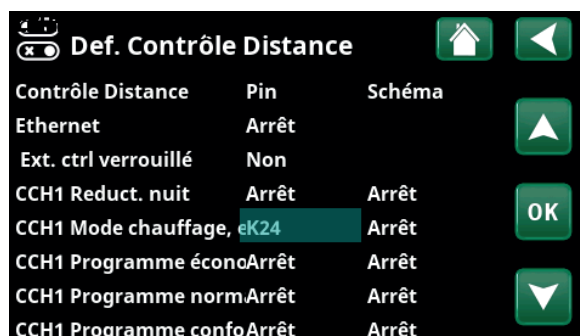 Def. Contrôle Distance
Contrôle Distance Pin Schéma
Ethernet Arrêt
Ext. ctrl verrouillé Non
CCH1 Reduct. nuit Arrêt Arrêt
OK
CCH1 Mode chauffage, e K24 Arrêt
CCH1 Programme écono Arrêt Arrêt
CCH1 Programme norm Arrêt Arrêt
CCH1 Programme confo Arrêt Arrêt